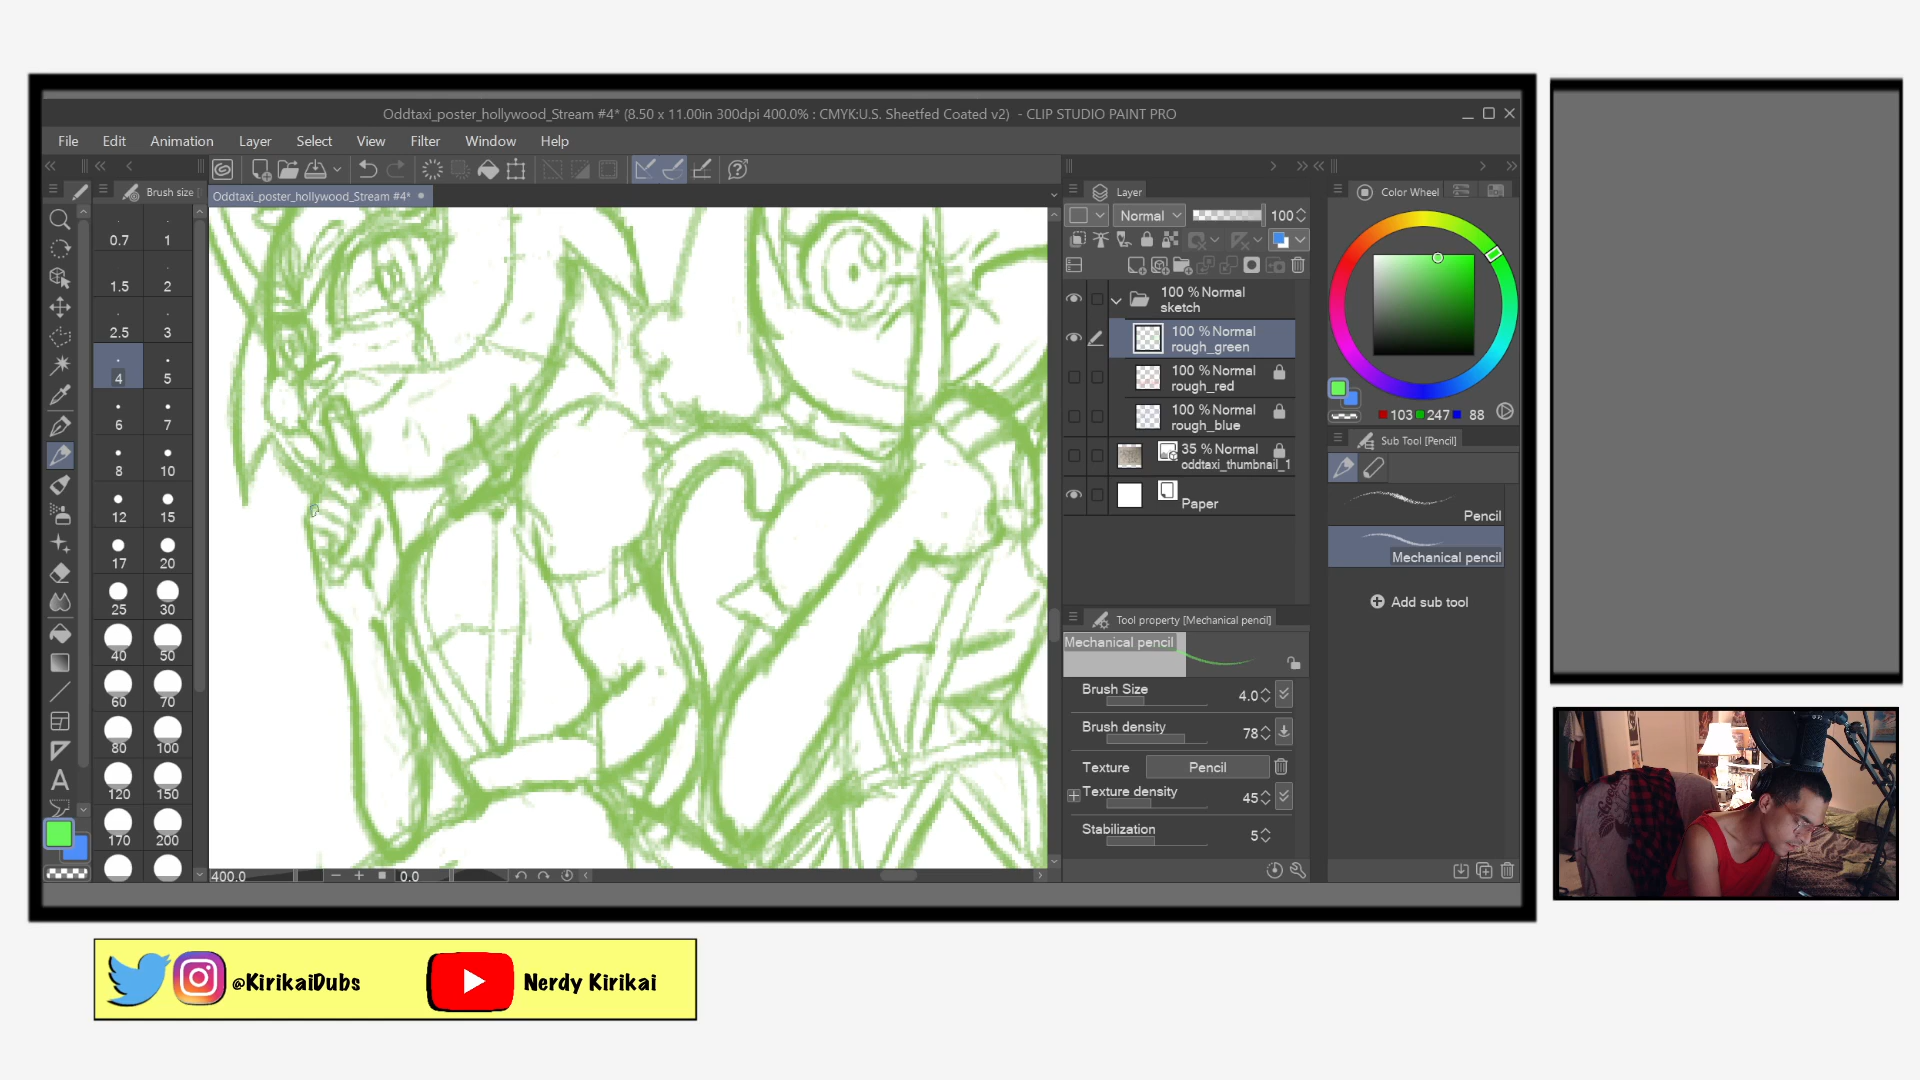 Oddtaxi_poster_hollywood_Stream #4* (8.50 x 11.00in 300dpi 400.0% : CMYK:U.S. Sheetfed Coated v2) - CLIP STUDIO PAINT PRO
File Edit Animation Layer Select View Filter Window Help
Brush size
Oddtaxi_poster_hollywood_Stream #4*
0.7 1
1.5 2
2.5 3
4 5
6 7
8 10
12 15
17 20
25 30
40 50
60 70
80 100
120 150
170 200
400.0 0.0
Layer
Normal 100
100 % Normal
sketch
100 % Normal
rough_green
100 % Normal
rough_red
100 % Normal
rough_blue
35 % Normal
oddtaxi_thumbnail_1
Paper
Tool property [Mechanical pencil]
Mechanical pencil
Brush Size 4.0
Brush density 78
Texture Pencil
Texture density 45
Stabilization 5
Color Wheel
103 247 88
Sub Tool [Pencil]
Pencil
Mechanical pencil
Add sub tool
@KirikaiDubs
Nerdy Kirikai